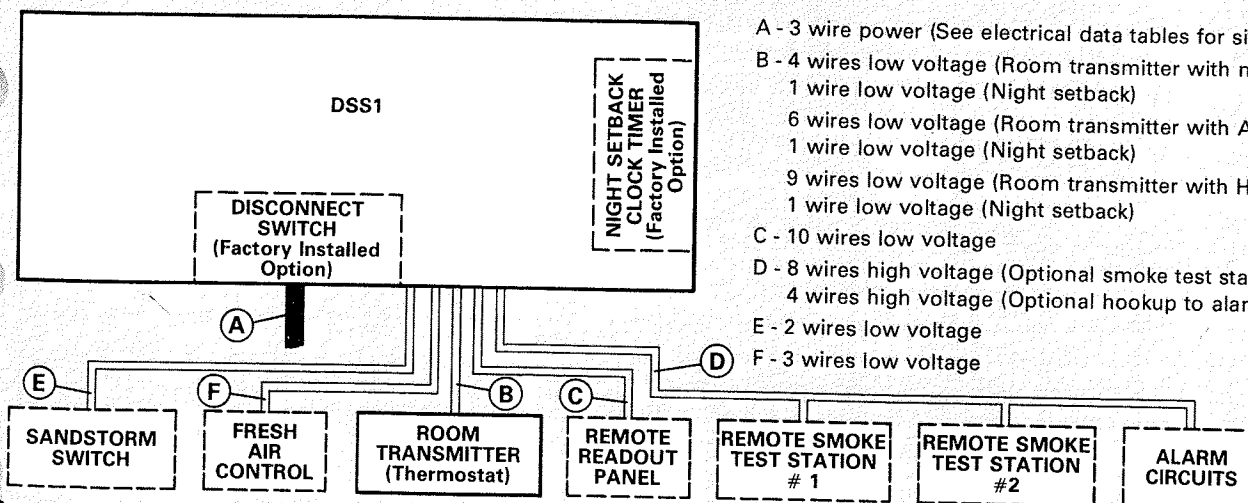 DSS1
NIGHT SETBACK
CLOCK TIMER
(Factory Installed
Option)
DISCONNECT
SWITCH
(Factory Installed
Option)
A - 3 wire power (See electrical data tables for
B - 4 wires low voltage (Room transmitter with
1 wire low voltage (Night setback)
6 wires low voltage (Room transmitter with
1 wire low voltage (Night setback)
9 wires low voltage (Room transmitter with
1 wire low voltage (Night setback)
C - 10 wires low voltage
D - 8 wires high voltage (Optional smoke test
4 wires high voltage (Optional hookup to
E - 2 wires low voltage
F - 3 wires low voltage
A
E
F
B
C
D
SANDSTORM
SWITCH
FRESH
AIR
CONTROL
ROOM
TRANSMITTER
(Thermostat)
REMOTE
READOUT
PANEL
REMOTE SMOKE
TEST STATION
# 1
REMOTE SMOKE
TEST STATION
#2
ALARM
CIRCUITS